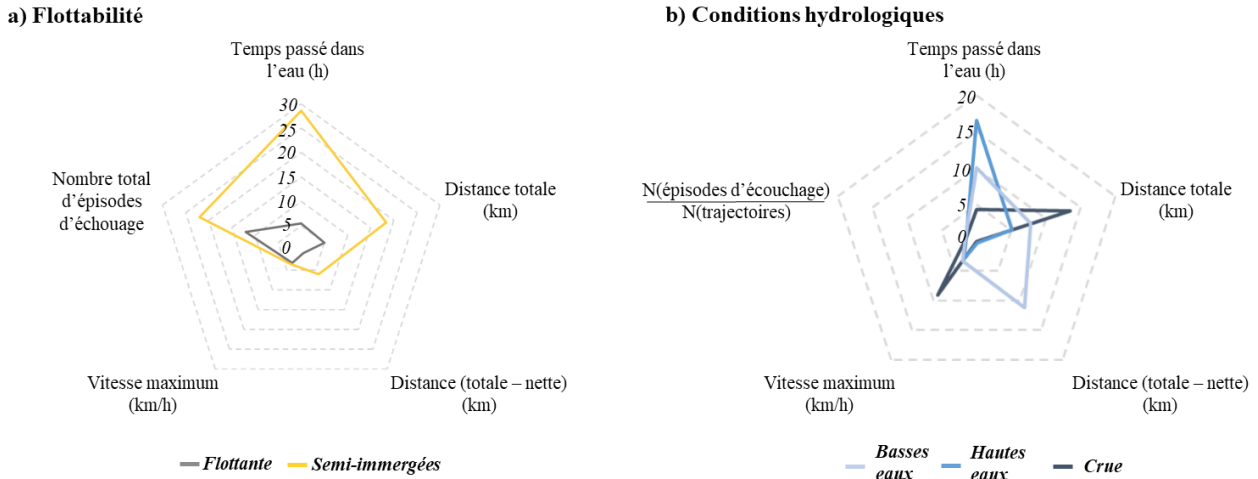 a) Flottabilité
Temps passé dans
l’eau (h)
30
25
20
15
10
5
0
Nombre total
d’épisodes
d’échouage
Distance totale
(km)
Vitesse maximum
(km/h)
Distance (totale – nette)
(km)
Flottante
Semi-immergées
b) Conditions hydrologiques
Temps passé dans
l’eau (h)
20
15
10
5
0
N(épisodes d’écouchage)
N(trajectoires)
Distance totale
(km)
Vitesse maximum
(km/h)
Distance (totale – nette)
(km)
Basses
eaux
Hautes
eaux
Crue